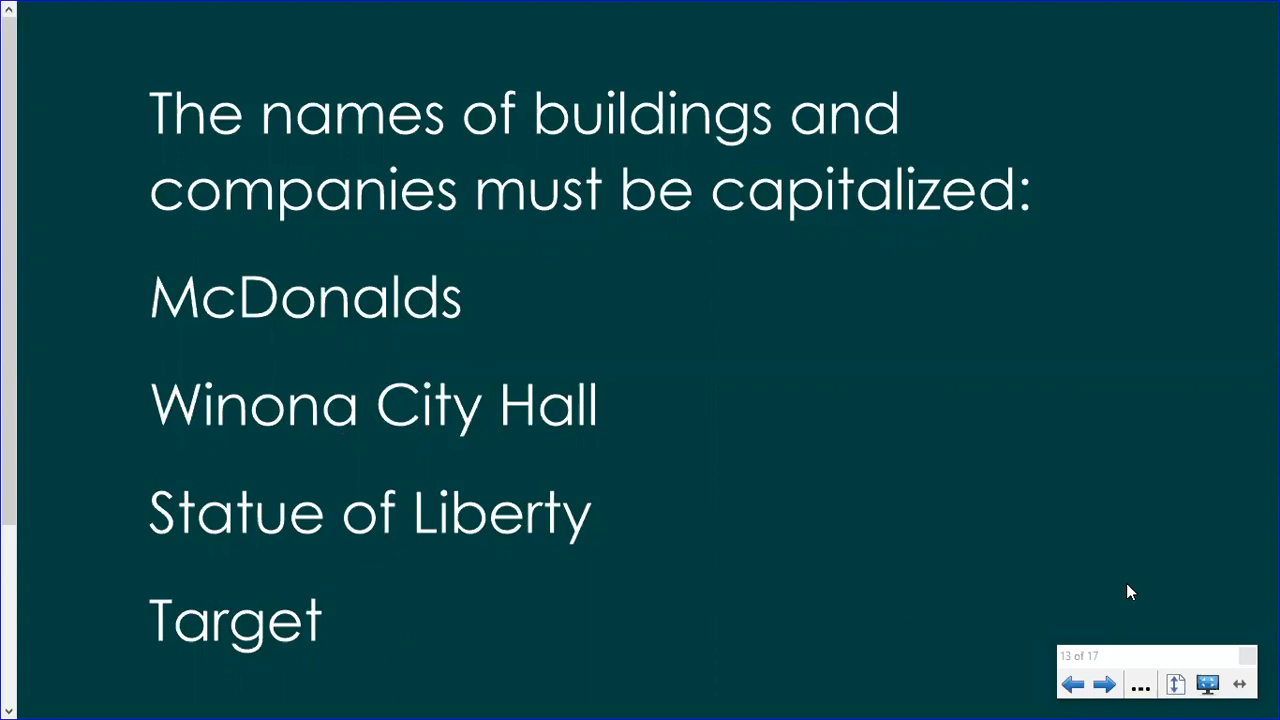 The names of buildings and
companies must be capitalized:
McDonalds
Winona City Hall
Statue of Liberty
Target
13 of 17
...